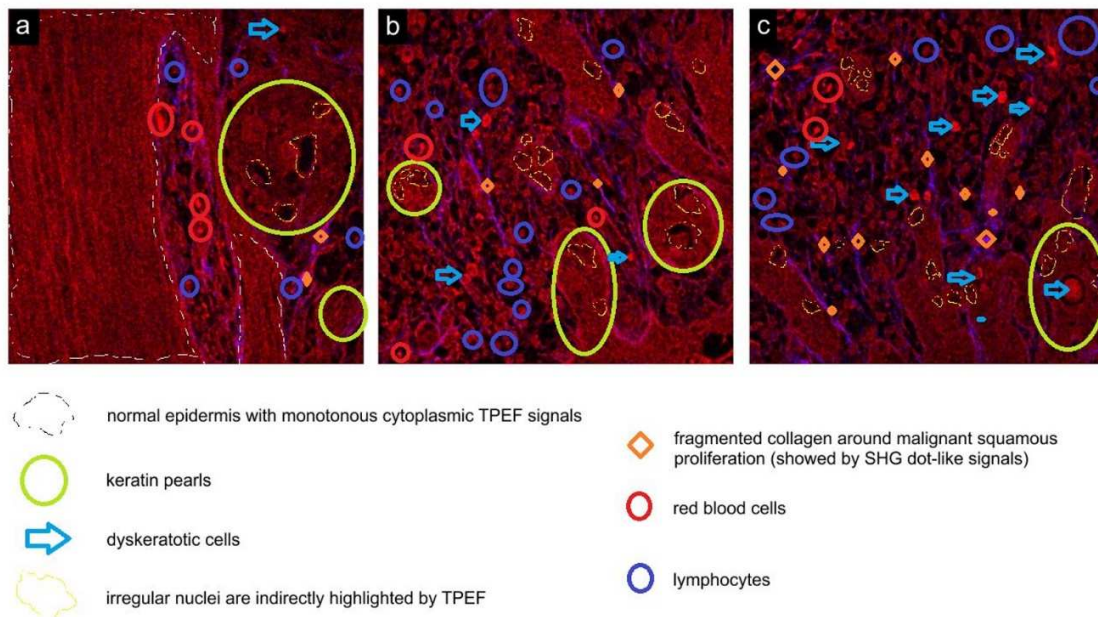 a
b
c
normal epidermis with monotonous cytoplasmic TPEF signals
keratin pearls
dyskeratotic cells
irregular nuclei are indirectly highlighted by TPEF
fragmented collagen around malignant squamous
proliferation (showed by SHG dot-like signals)
red blood cells
lymphocytes